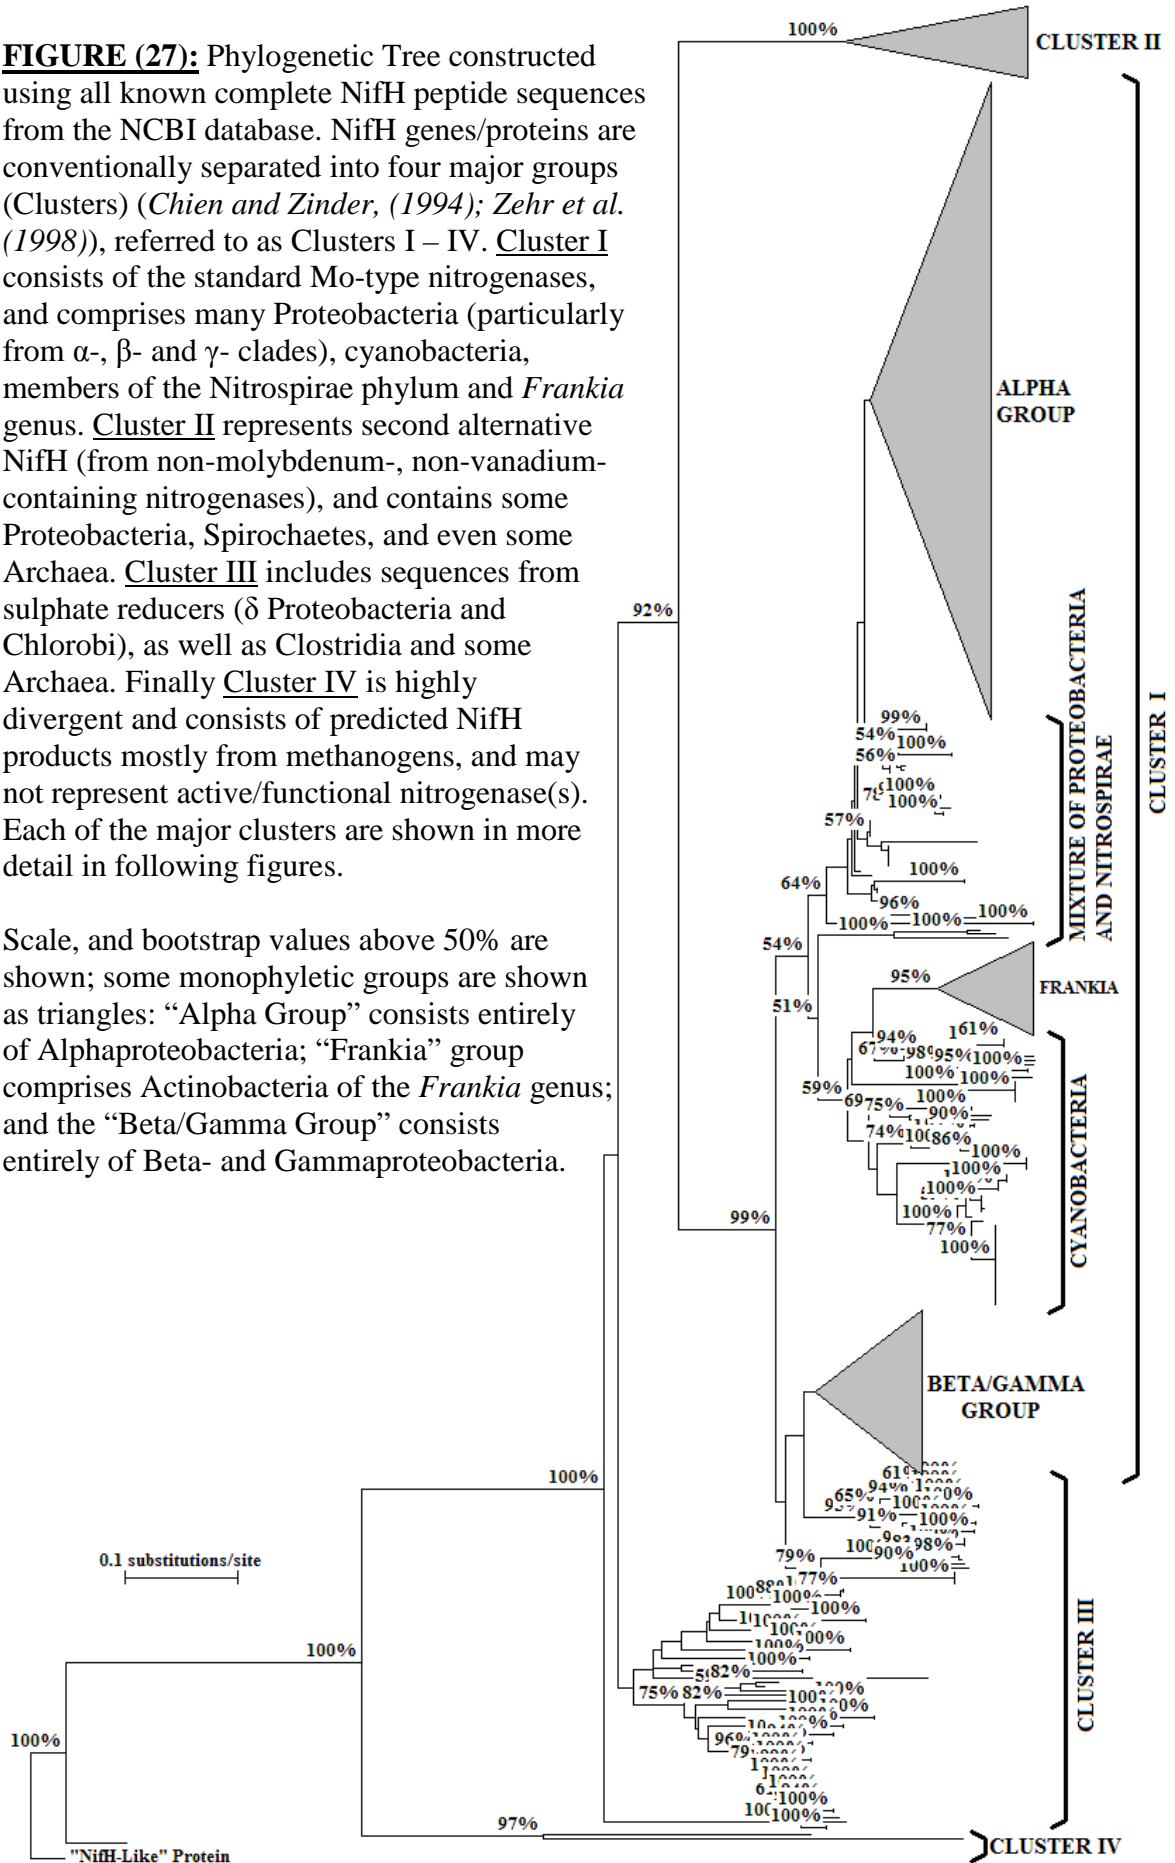 FIGURE (27): Phylogenetic Tree constructed
using all known complete NifH peptide sequences
from the NCBI database. NifH genes/proteins are
conventionally separated into four major groups
(Clusters) (Chien and Zinder, (1994); Zehr et al.
(1998)), referred to as Clusters I – IV. Cluster I
consists of the standard Mo-type nitrogenases,
and comprises many Proteobacteria (particularly
from α-, β- and γ- clades), cyanobacteria,
members of the Nitrospirae phylum and Frankia
genus. Cluster II represents second alternative
NifH (from non-molybdenum-, non-vanadium-
containing nitrogenases), and contains some
Proteobacteria, Spirochaetes, and even some
Archaea. Cluster III includes sequences from
sulphate reducers (δ Proteobacteria and
Chlorobi), as well as Clostridia and some
Archaea. Finally Cluster IV is highly
divergent and consists of predicted NifH
products mostly from methanogens, and may
not represent active/functional nitrogenase(s).
Each of the major clusters are shown in more
detail in following figures.
Scale, and bootstrap values above 50% are
shown; some monophyletic groups are shown
as triangles: “Alpha Group” consists entirely
of Alphaproteobacteria; “Frankia” group
comprises Actinobacteria of the Frankia genus;
and the “Beta/Gamma Group” consists
entirely of Beta- and Gammaproteobacteria.
100%
CLUSTER II
ALPHA
GROUP
92%
99%
54%
100%
56%
100%
100%
57%
100%
64%
96%
100%
100%
100%
54%
MIXTURE OF PROTEOBACTERIA
AND NITROSPIRAE
CLUSTER I
95%
FRANKIA
51%
94%
61%
95%
100%
100%
100%
59%
100%
75%
90%
74%
86%
100%
100%
100%
100%
77%
100%
CYANOBACTERIA
99%
BETA/GAMMA
GROUP
94%
65%
91%
100%
98%
90%
100%
79%
77%
100%
100%
100%
100%
82%
75%
82%
96%
100%
100%
CLUSTER III
100%
0.1 substitutions/site
100%
100%
97%
CLUSTER IV
"NifH-Like" Protein